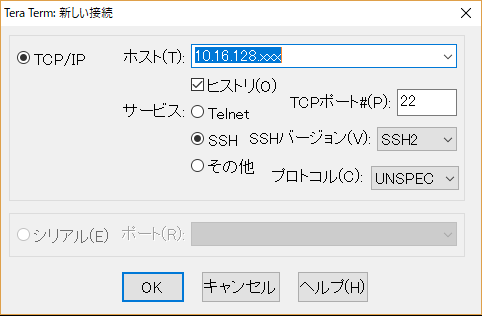 Tera Term: 新しい接続
TCP/IP ホスト(T): 10.16.128.xxx
ヒストリ(O)
サービス: Telnet TCPポート#(P): 22
SSH SSHバージョン(V): SSH2
その他 プロトコル(C): UNSPEC
シリアル(E) ポート(R):
OK キャンセル ヘルプ(H)